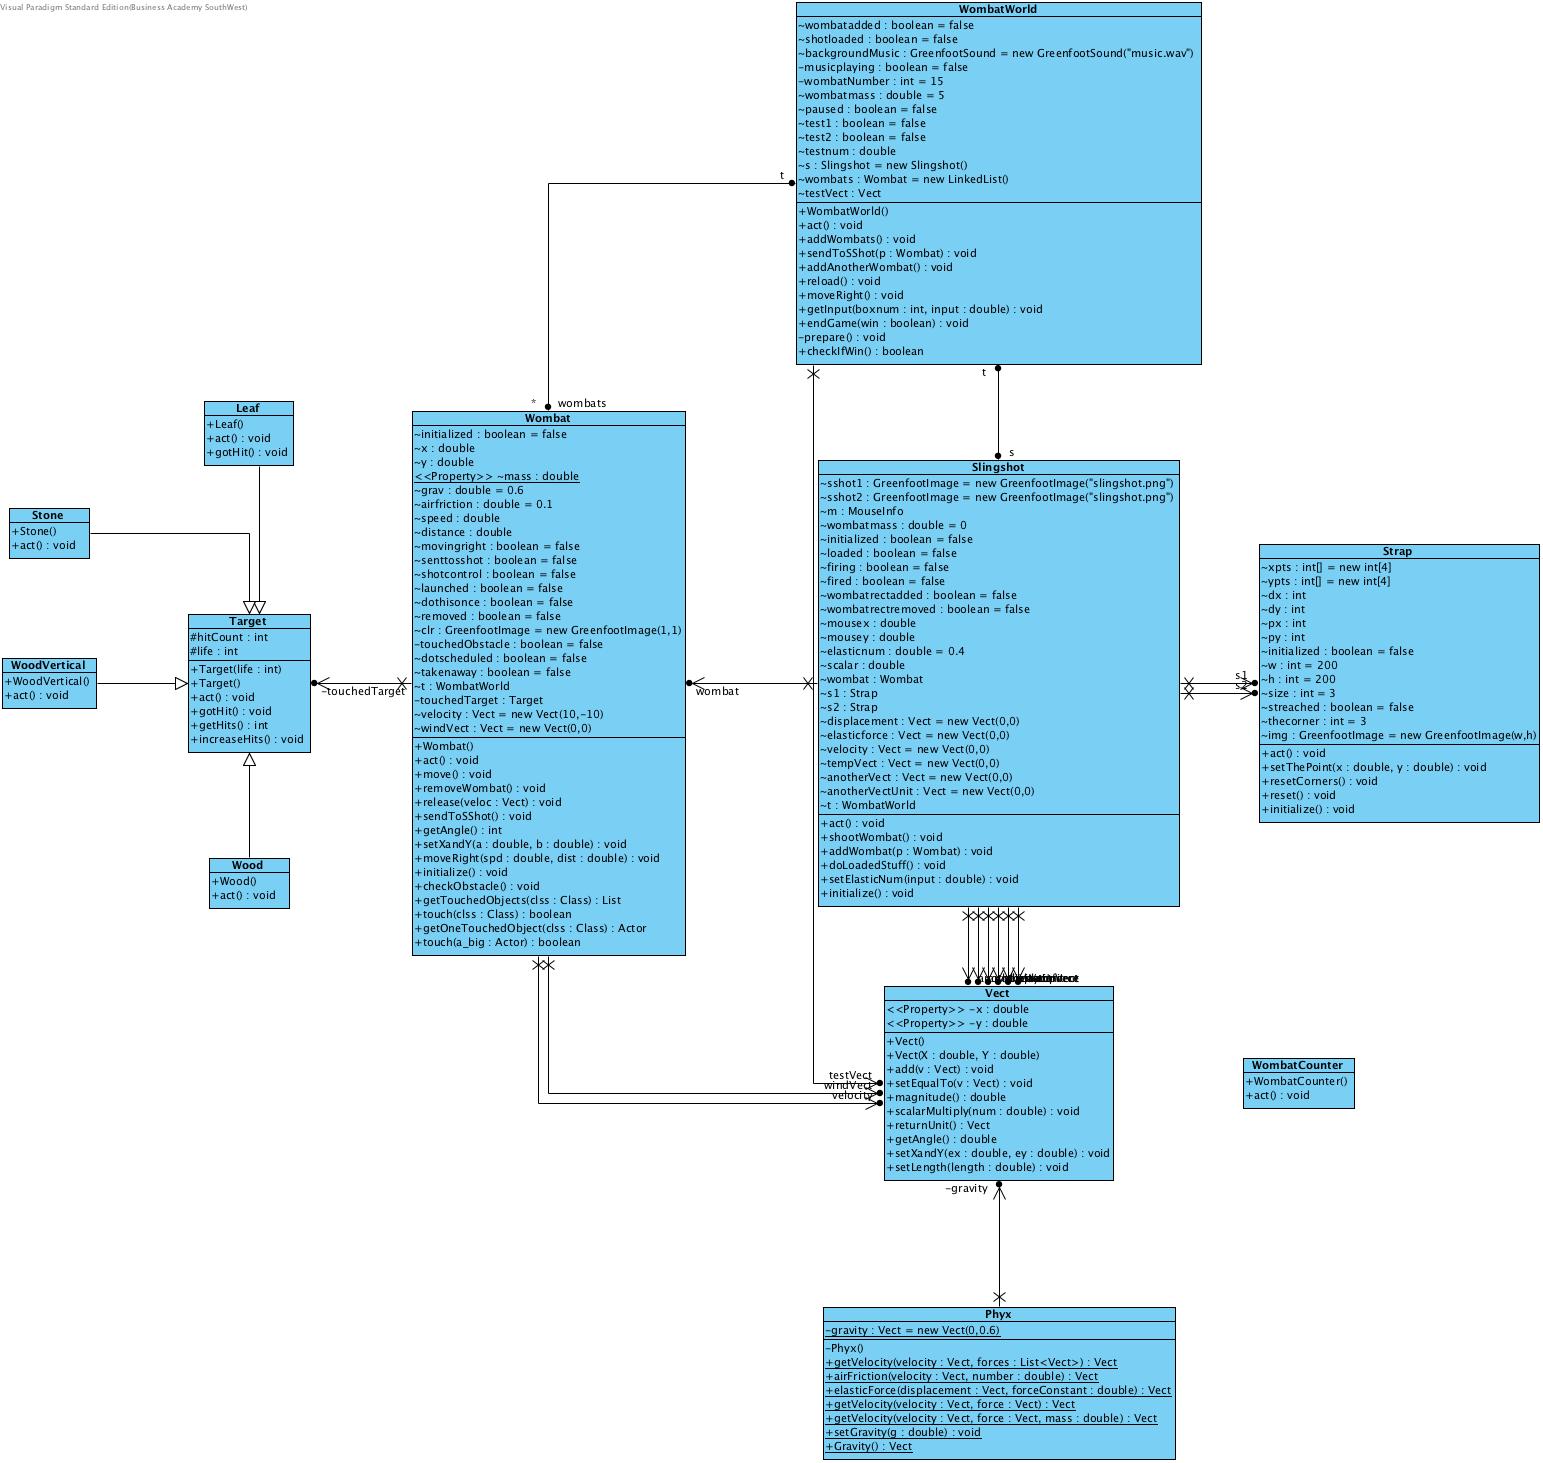 Visual Paradigm Standard Edition(Business Academy SouthWest)
WombatWorld
~wombatadded : boolean = false
~shotloaded : boolean = false
~backgroundMusic : GreenfootSound = new GreenfootSound("music.wav")
-musicplaying : boolean = false
-wombatNumber : int = 15
~wombatmass : double = 5
~paused : boolean = false
~test1 : boolean = false
~test2 : boolean = false
~testnum : double
~s : Slingshot = new Slingshot()
~wombats : Wombat = new LinkedList()
~testVect : Vect
+WombatWorld()
+act() : void
+addWombats() : void
+sendToSShot(p : Wombat) : void
+addAnotherWombat() : void
+reload() : void
+moveRight() : void
+getInput(boxnum : int, input : double) : void
+endGame(win : boolean) : void
-prepare() : void
+checkIfWin() : boolean
t
t
* wombats
s
Leaf
+Leaf()
+act() : void
+gotHit() : void
Stone
+Stone()
+act() : void
Target
#hitCount : int
#life : int
+Target(life : int)
+Target()
+act() : void
+gotHit() : void
+getHits() : int
+increaseHits() : void
WoodVertical
+WoodVertical()
+act() : void
Wood
+Wood()
+act() : void
-touchedTarget
Wombat
~initialized : boolean = false
~x : double
~y : double
<<Property>> ~mass : double
~grav : double = 0.6
~airfriction : double = 0.1
~speed : double
~distance : double
~movingright : boolean = false
~senttosshot : boolean = false
~shotcontrol : boolean = false
~launched : boolean = false
~dothisonce : boolean = false
~removed : boolean = false
~clr : GreenfootImage = new GreenfootImage(1,1)
-touchedObstacle : boolean = false
~dotscheduled : boolean = false
~takenaway : boolean = false
~t : WombatWorld
-touchedTarget : Target
~velocity : Vect = new Vect(10,-10)
~windVect : Vect = new Vect(0,0)
+Wombat()
+act() : void
+move() : void
+removeWombat() : void
+release(veloc : Vect) : void
+sendToSShot() : void
+getAngle() : int
+setXandY(a : double, b : double) : void
+moveRight(spd : double, dist : double) : void
+initialize() : void
+checkObstacle() : void
+getTouchedObjects(clss : Class) : List
+touch(clss : Class) : boolean
+getOneTouchedObject(clss : Class) : Actor
+touch(a_big : Actor) : boolean
wombat
Slingshot
~sshot1 : GreenfootImage = new GreenfootImage("slingshot.png")
~sshot2 : GreenfootImage = new GreenfootImage("slingshot.png")
~m : MouseInfo
~wombatmass : double = 0
~initialized : boolean = false
~loaded : boolean = false
~firing : boolean = false
~fired : boolean = false
~wombatrectadded : boolean = false
~wombatrectremoved : boolean = false
~mousex : double
~mousey : double
~elasticnum : double = 0.4
~scalar : double
~wombat : Wombat
~s1 : Strap
~s2 : Strap
~displacement : Vect = new Vect(0,0)
~elasticforce : Vect = new Vect(0,0)
~velocity : Vect = new Vect(0,0)
~tempVect : Vect = new Vect(0,0)
~anotherVect : Vect = new Vect(0,0)
~anotherVectUnit : Vect = new Vect(0,0)
~t : WombatWorld
+act() : void
+shootWombat() : void
+addWombat(p : Wombat) : void
+doLoadedStuff() : void
+setElasticNum(input : double) : void
+initialize() : void
s1
Strap
~xpts : int[] = new int[4]
~ypts : int[] = new int[4]
~dx : int
~dy : int
~px : int
~py : int
~initialized : boolean = false
~w : int = 200
~h : int = 200
~size : int = 3
~streached : boolean = false
~thecorner : int = 3
~img : GreenfootImage = new GreenfootImage(w,h)
+act() : void
+setThePoint(x : double, y : double) : void
+resetCorners() : void
+reset() : void
+initialize() : void
Vect
<<Property>> -x : double
<<Property>> -y : double
+Vect()
+Vect(X : double, Y : double)
+add(v : Vect) : void
+setEqualTo(v : Vect) : void
+magnitude() : double
+scalarMultiply(num : double) : void
+returnUnit() : Vect
+getAngle() : double
+setXandY(ex : double, ey : double) : void
+setLength(length : double) : void
testVect
windVect
velocity
WombatCounter
+WombatCounter()
+act() : void
-gravity
Phyx
-gravity : Vect = new Vect(0,0.6)
-Phyx()
+getVelocity(velocity : Vect, forces : List<Vect>) : Vect
+airFriction(velocity : Vect, number : double) : Vect
+elasticForce(displacement : Vect, forceConstant : double) : Vect
+getVelocity(velocity : Vect, force : Vect) : Vect
+getVelocity(velocity : Vect, force : Vect, mass : double) : Vect
+setGravity(g : double) : void
+Gravity() : Vect